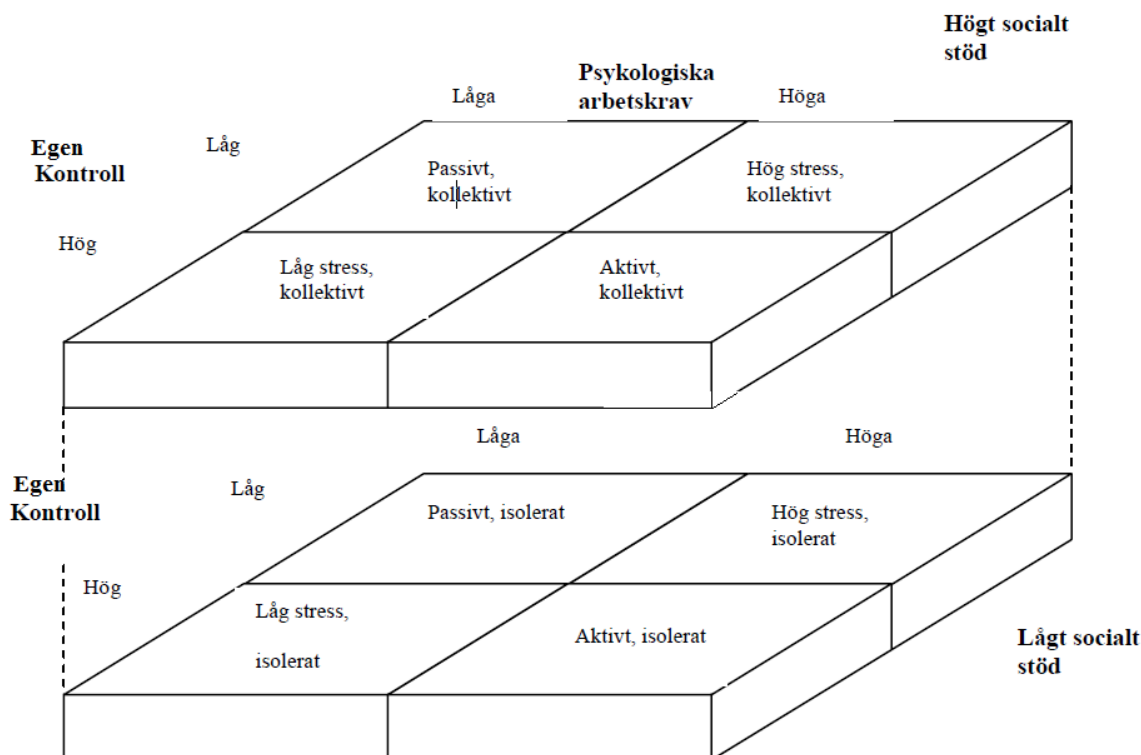 Högt socialt
stöd
Psykologiska
arbetskrav
Låga
Höga
Egen
Kontroll
Låg
Passivt,
kollektivt
Hög stress,
kollektivt
Hög
Låg stress,
kollektivt
Aktivt,
kollektivt
Låga
Höga
Egen
Kontroll
Låg
Passivt, isolerat
Hög stress,
isolerat
Hög
Låg stress,
isolerat
Aktivt, isolerat
Lågt socialt
stöd